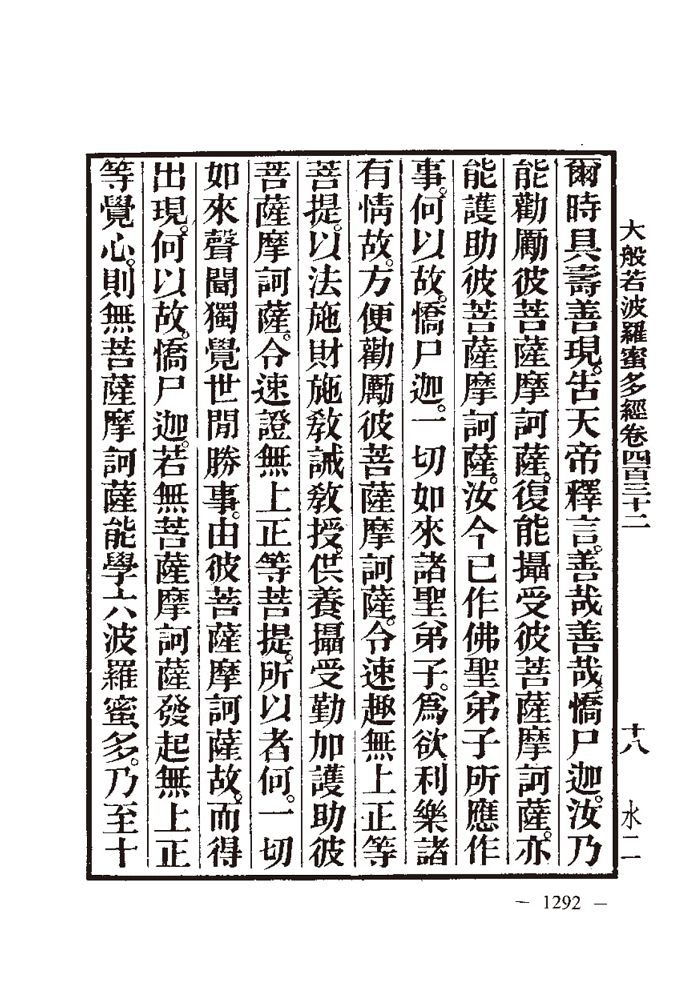 大般若波羅蜜多經卷四百三十二 十八 水二
爾時具壽善現。告天帝釋言。善哉善哉。憍尸迦。汝乃
能勸勵彼菩薩摩訶薩。復能攝受彼菩薩摩訶薩。亦
能護助彼菩薩摩訶薩。汝今已作佛聖弟子所應作
事。何以故。憍尸迦。一切如來諸聖弟子。為欲利樂諸
有情故。方便勸勵彼菩薩摩訶薩。令速趣無上正等
菩提。以法施財施教誡教授。供養攝受勤加護助彼
菩薩摩訶薩。令速證無上正等菩提。所以者何。一切
如來聲聞獨覺世閒勝事。由彼菩薩摩訶薩故。而得
出現。何以故。憍尸迦。若無菩薩摩訶薩發起無上正
等覺心。則無菩薩摩訶薩能學六波羅蜜多。乃至十
— 1292 —